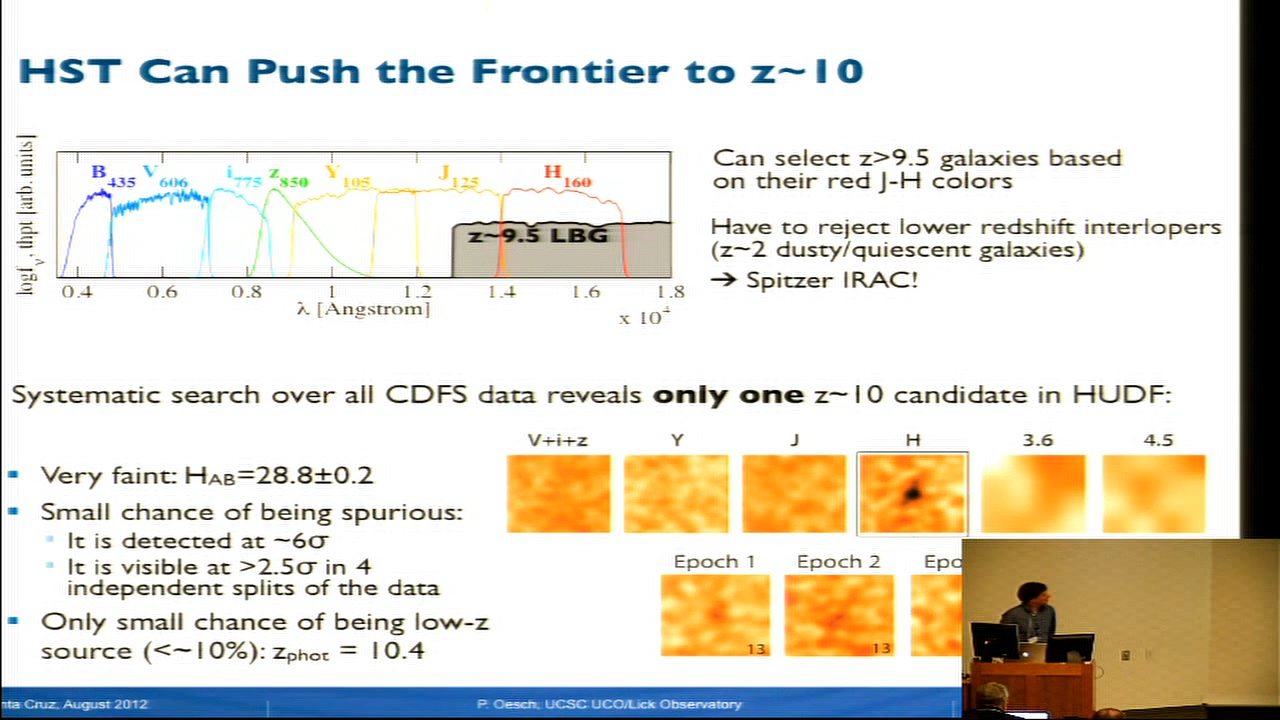 HST Can Push the Frontier to z~10
logf_ν, thpt [arb. units]
B435 V606 i775 z850 Y105 J125 H160
z~9.5 LBG
0.4 0.6 0.8 1 1.2 1.4 1.6 1.8
λ [Angstrom]
x 10⁴
Can select z>9.5 galaxies based
on their red J-H colors
Have to reject lower redshift interlopers
(z~2 dusty/quiescent galaxies)
→ Spitzer IRAC!
Systematic search over all CDFS data reveals only one z~10 candidate in HUDF:
V+i+z Y J H 3.6 4.5
▪ Very faint: HAB=28.8±0.2
▪ Small chance of being spurious:
▪ It is detected at ~6σ
▪ It is visible at >2.5σ in 4
independent splits of the data
▪ Only small chance of being low-z
source (<~10%): zphot = 10.4
Epoch 1 Epoch 2 Epo
13 13
nta Cruz, August 2012
P. Oesch, UCSC UCO/Lick Observatory